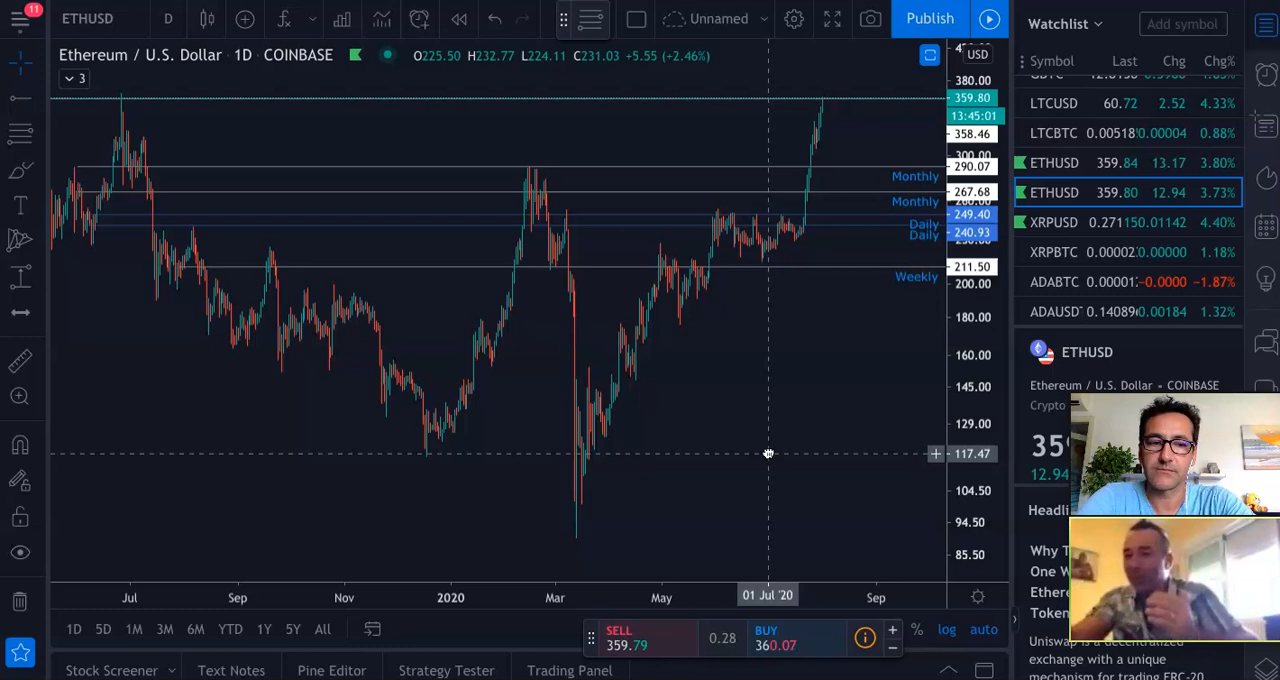 11
ETHUSD
D
Unnamed
Publish
Watchlist
Add symbol
Ethereum / U.S. Dollar · 1D · COINBASE O225.50 H232.77 L224.11 C231.03 +5.55 (+2.46%)
3
USD
380.00
359.80
13:45:01
358.46
300.00
290.07
Monthly
267.68
Monthly
249.40
Daily
240.93
Daily
211.50
Weekly
200.00
180.00
160.00
145.00
129.00
117.47
104.50
94.50
85.50
Jul Sep Nov 2020 Mar May 01 Jul '20 Sep
1D 5D 1M 3M 6M YTD 1Y 5Y All
SELL
359.79
0.28
BUY
360.07
% log auto
Stock Screener Text Notes Pine Editor Strategy Tester Trading Panel
Symbol Last Chg Chg%
LTCUSD 60.72 2.52 4.33%
LTCBTC 0.00518 0.00004 0.88%
ETHUSD 359.84 13.17 3.80%
ETHUSD 359.80 12.94 3.73%
XRPUSD 0.27115 0.01142 4.40%
XRPBTC 0.00002 0.00000 1.18%
ADABTC 0.00001 −0.0000 −1.87%
ADAUSD 0.14089 0.00184 1.32%
ETHUSD
Ethereum / U.S. Dollar • COINBASE
Crypto
35
12.94
Headli
Why T
One W
Ethere
Token
Uniswap is a decentralized
exchange with a unique
mechanism for trading ERC-20